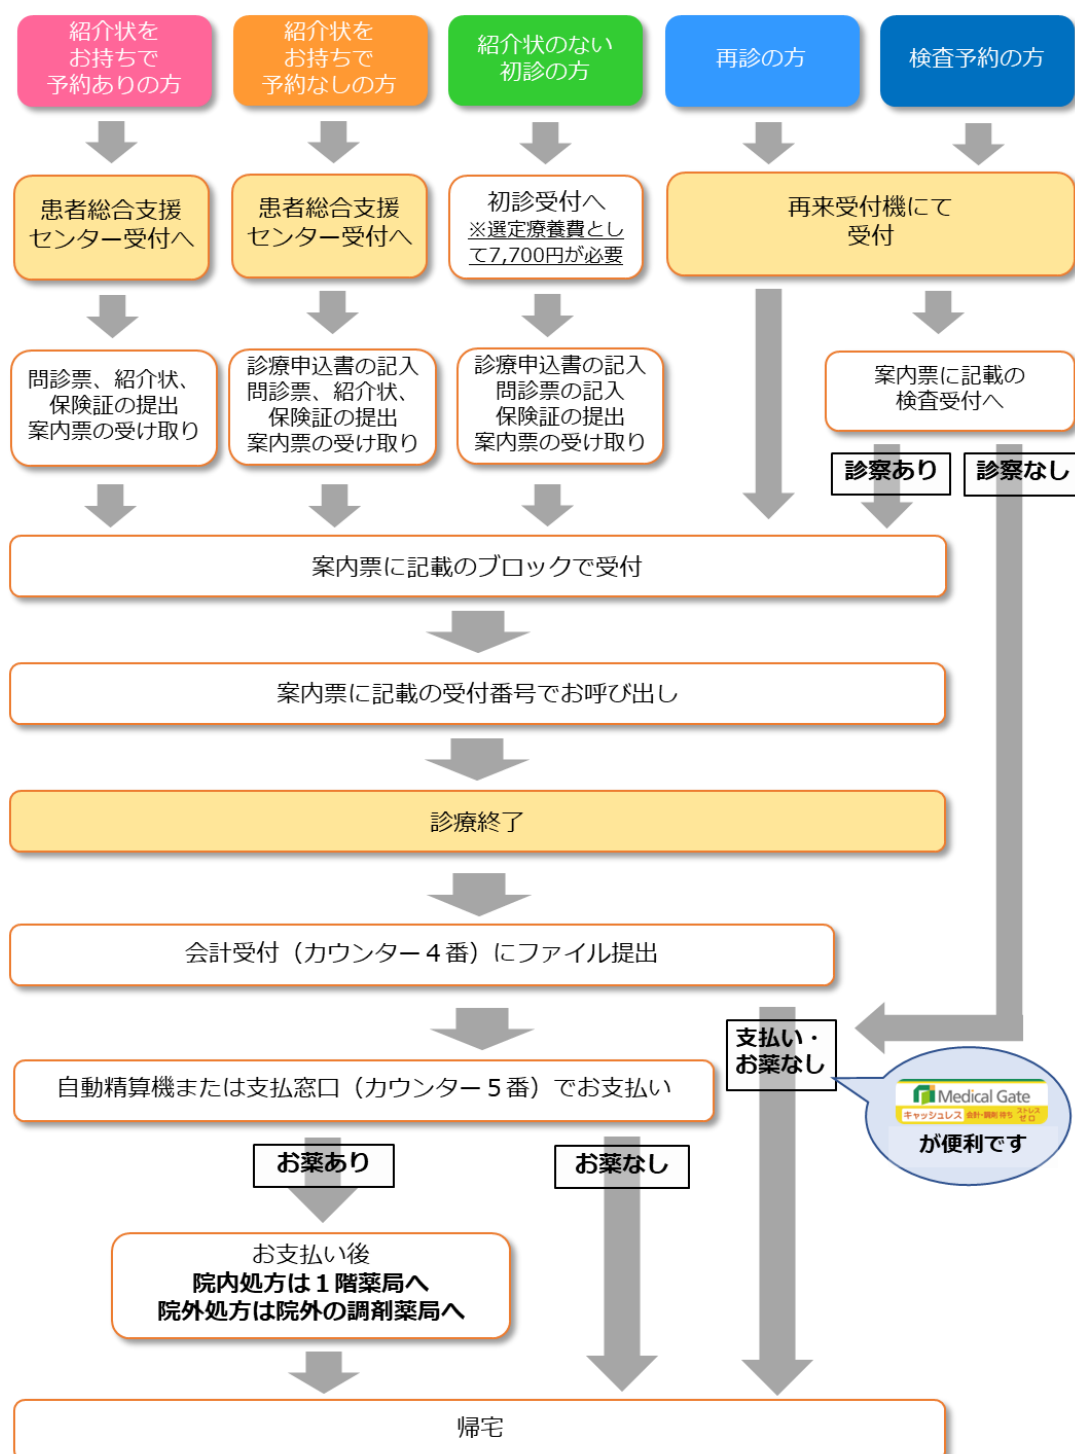 紹介状を
お持ちで
予約ありの方
紹介状を
お持ちで
予約なしの方
紹介状のない
初診の方
再診の方
検査予約の方
患者総合支援
センター受付へ
患者総合支援
センター受付へ
初診受付へ
※選定療養費とし
て7,700円が必要
再来受付機にて
受付
問診票、紹介状、
保険証の提出
案内票の受け取り
診療申込書の記入
問診票、紹介状、
保険証の提出
案内票の受け取り
診療申込書の記入
問診票の記入
保険証の提出
案内票の受け取り
案内票に記載の
検査受付へ
診察あり
診察なし
案内票に記載のブロックで受付
案内票に記載の受付番号でお呼び出し
診療終了
会計受付（カウンター４番）にファイル提出
支払い・
お薬なし
自動精算機または支払窓口（カウンター５番）でお支払い
Medical Gate
キャッシュレス 会計・調剤 待ち ストレス
ゼロ
が便利です
お薬あり
お薬なし
お支払い後
院内処方は１階薬局へ
院外処方は院外の調剤薬局へ
帰宅